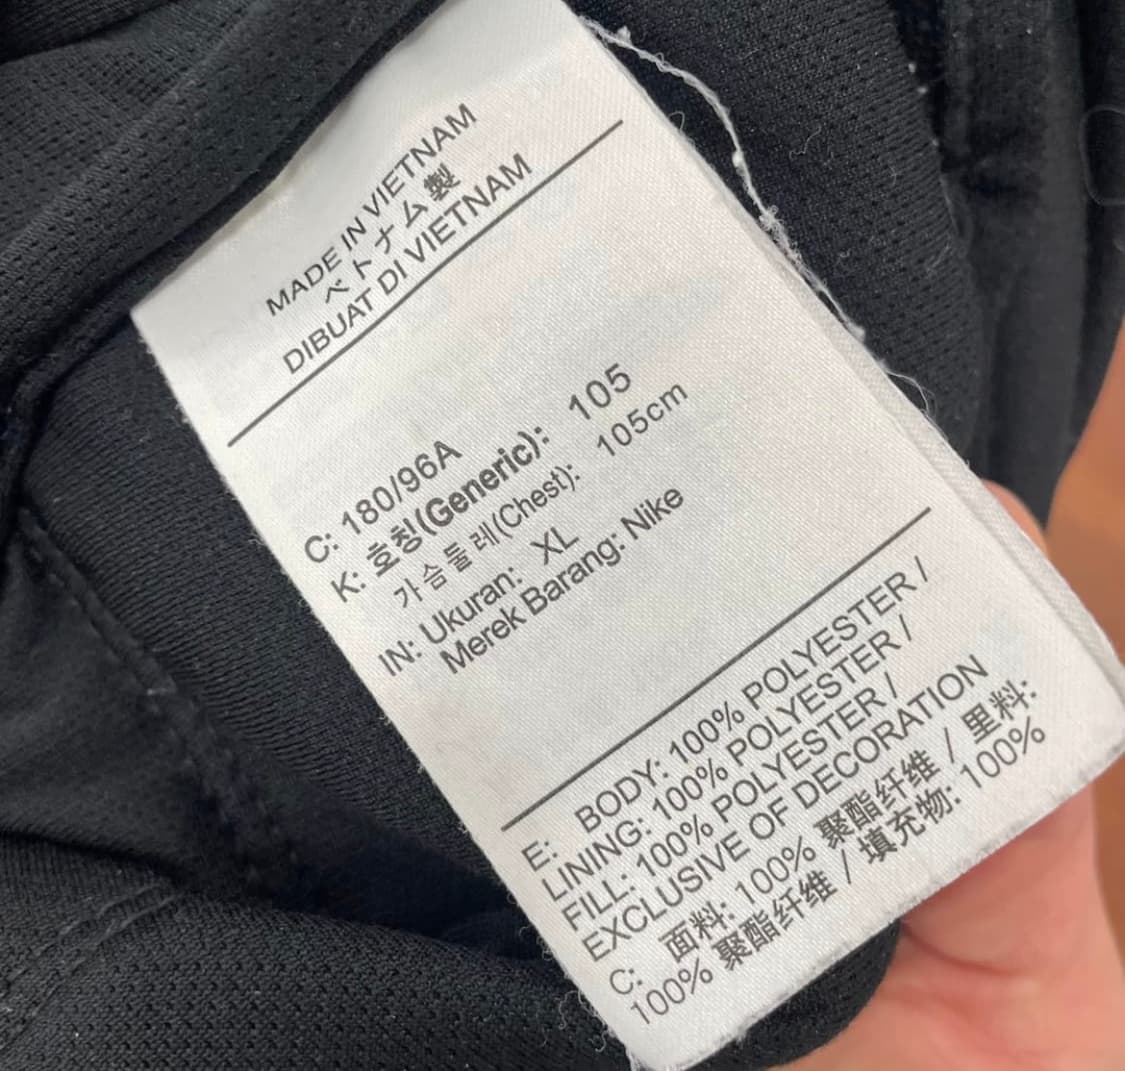 MADE IN VIETNAM
ベトナム製
DIBUAT DI VIETNAM
C: 180/96A
K: 호칭(Generic): 105
가슴둘레(Chest): 105cm
IN: Ukuran: XL
Merek Barang: Nike
E: BODY: 100% POLYESTER /
LINING: 100% POLYESTER /
FILL: 100% POLYESTER /
EXCLUSIVE OF DECORATION
C: 面料: 100% 聚酯纤维 / 里料:
100% 聚酯纤维 / 填充物: 100%